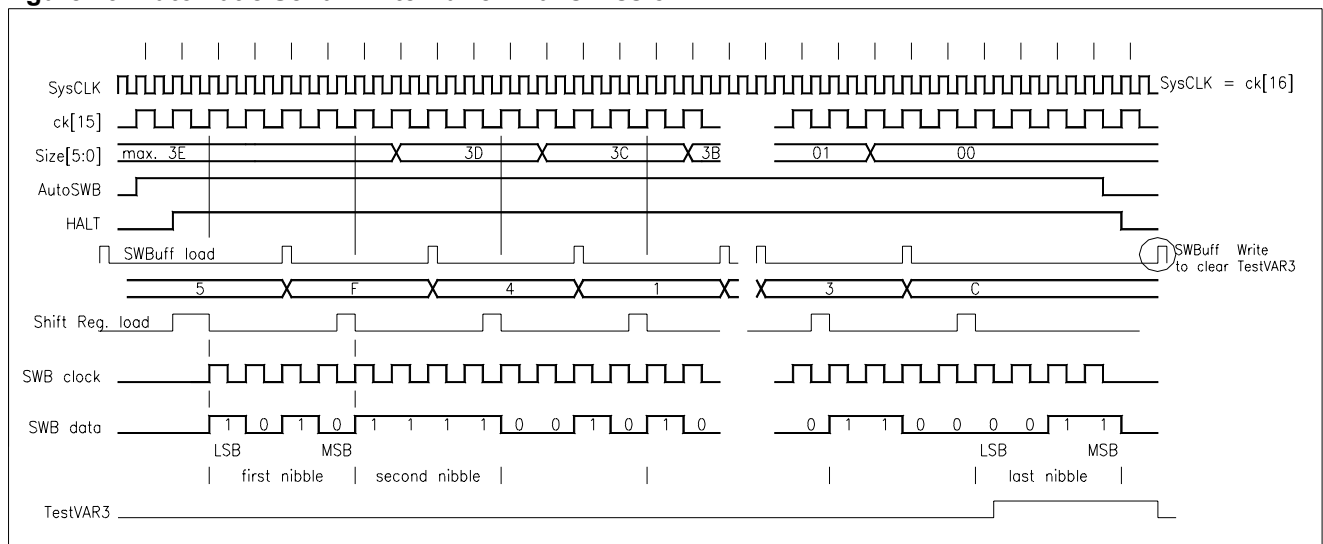 SysCLK
SysCLK = ck[16]
ck[15]
Size[5:0] max. 3E 3D 3C 3B 01 00
AutoSWB
HALT
SWBuff load
SWBuff Write
to clear TestVAR3
5 F 4 1 3 C
Shift Reg. load
SWB clock
SWB data 1 0 1 0 1 1 1 1 0 0 1 0 1 0 0 1 1 0 0 0 0 1 1
LSB MSB LSB MSB
first nibble second nibble last nibble
TestVAR3